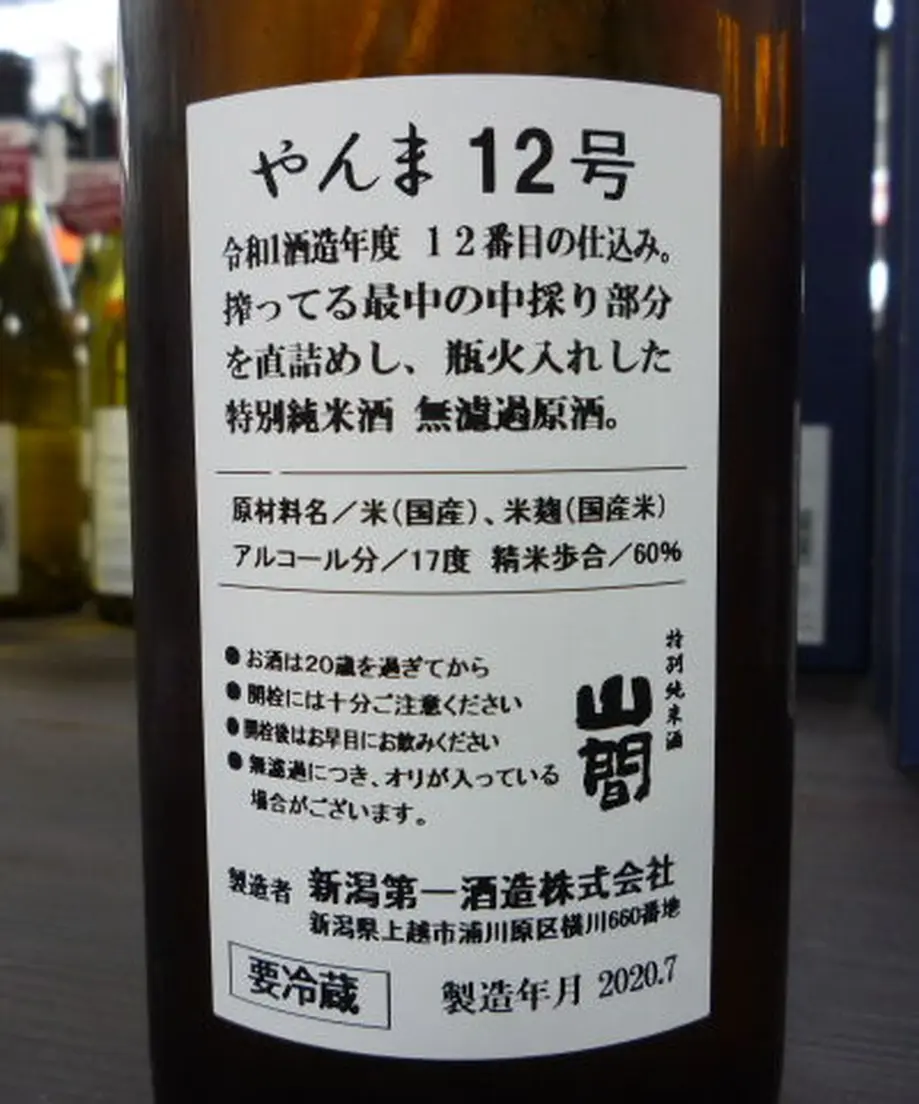 やんま 12号
令和1酒造年度 12番目の仕込み。
搾ってる最中の中採り部分
を直詰めし、瓶火入れした
特別純米酒 無濾過原酒。
原材料名／米（国産）、米麹（国産米）
アルコール分／17度 精米歩合／60%
●お酒は20歳を過ぎてから
●開栓には十分ご注意ください
●開栓後はお早目にお飲みください
●無濾過につき、オリが入っている
場合がございます。
特別純米酒
山間
製造者 新潟第一酒造株式会社
新潟県上越市浦川原区横川660番地
要冷蔵 製造年月 2020.7